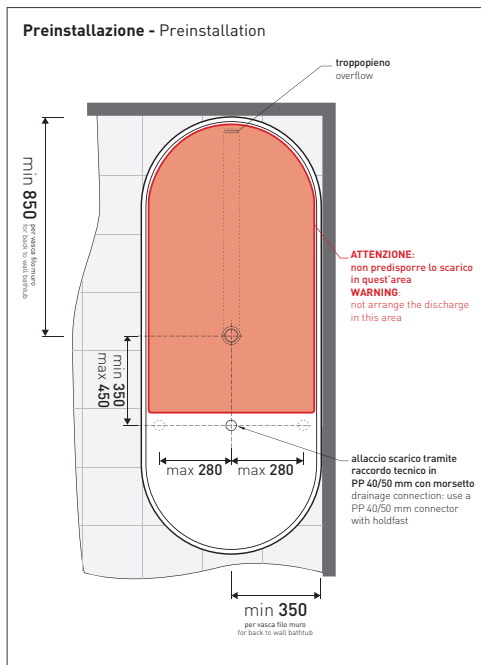 Preinstallazione - Preinstallation
troppopieno
overflow
min 850
per vasca filo muro
for back to wall bathtub
ATTENZIONE:
non predisporre lo scarico
in quest'area
WARNING:
not arrange the discharge
in this area
min 350
max 450
max 280
max 280
allaccio scarico tramite
raccordo tecnico in
PP 40/50 mm con morsetto
drainage connection: use a
PP 40/50 mm connector
with holdfast
min 350
per vasca filo muro
for back to wall bathtub